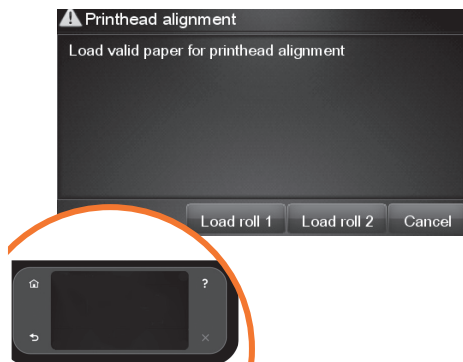 Printhead alignment
Load valid paper for printhead alignment
Load roll 1 Load roll 2 Cancel
?